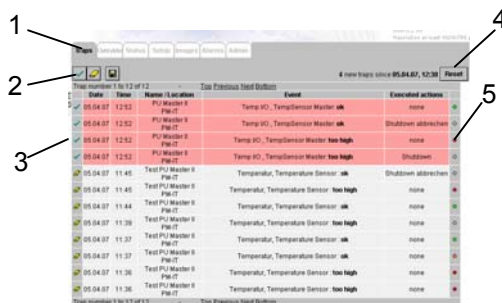 1
4
Traps Overview Status Setup Images Alarms Admin
2
4 new traps since 05.04.07, 12:38 Reset
Trap number 1 to 12 of 12 - Top Previous Next Bottom
Date Time Name / Location Event Executed actions
05.04.07 12:52 PU Master II PM-IT Temp I/O , TempSensor Master: ok none
5
05.04.07 12:52 PU Master II PM-IT Temp I/O , TempSensor Master: ok Shutdown abbrechen
3
05.04.07 12:52 PU Master II PM-IT Temp I/O , TempSensor Master: too high none
05.04.07 12:52 PU Master II PM-IT Temp I/O , TempSensor Master: too high Shutdown
05.04.07 11:45 Test PU Master II PM-IT Temperatur, Temperature Sensor: ok Shutdown abbrechen
05.04.07 11:45 Test PU Master II PM-IT Temperatur, Temperature Sensor: too high none
05.04.07 11:44 Test PU Master II PM-IT Temperatur, Temperature Sensor: ok none
05.04.07 11:39 Test PU Master II PM-IT Temperatur, Temperature Sensor: too high none
05.04.07 11:37 Test PU Master II PM-IT Temperatur, Temperature Sensor: ok none
05.04.07 11:37 Test PU Master II PM-IT Temperatur, Temperature Sensor: too high none
05.04.07 11:36 Test PU Master II PM-IT Temperatur, Temperature Sensor: too high none
05.04.07 11:36 Test PU Master II PM-IT Temperatur, Temperature Sensor: too high none
Trap number 1 to 12 of 12 - Top Previous Next Bottom